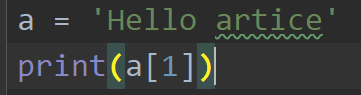 a = 'Hello artice'
print(a[1])